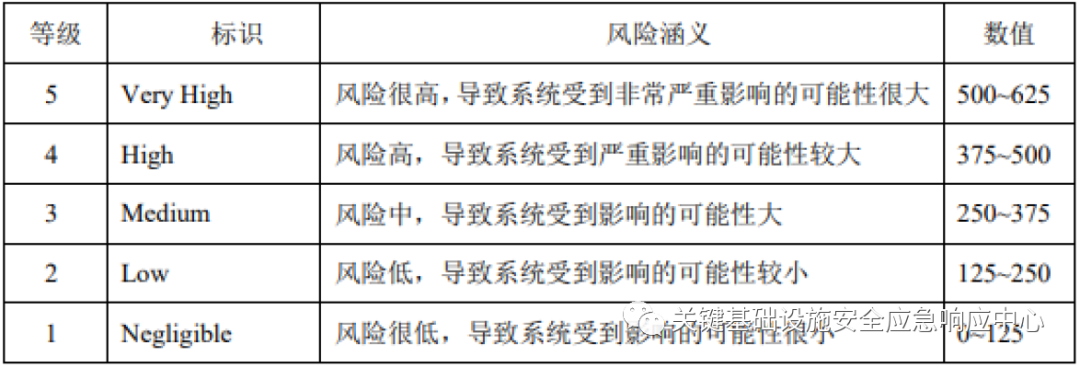 等级 标识 风险涵义 数值
5 Very High 风险很高，导致系统受到非常严重影响的可能性很大 500~625
4 High 风险高，导致系统受到严重影响的可能性较大 375~500
3 Medium 风险中，导致系统受到影响的可能性大 250~375
2 Low 风险低，导致系统受到影响的可能性较小 125~250
1 Negligible 风险很低，导致系统受到影响的可能性很小 0~125
关键基础设施安全应急响应中心